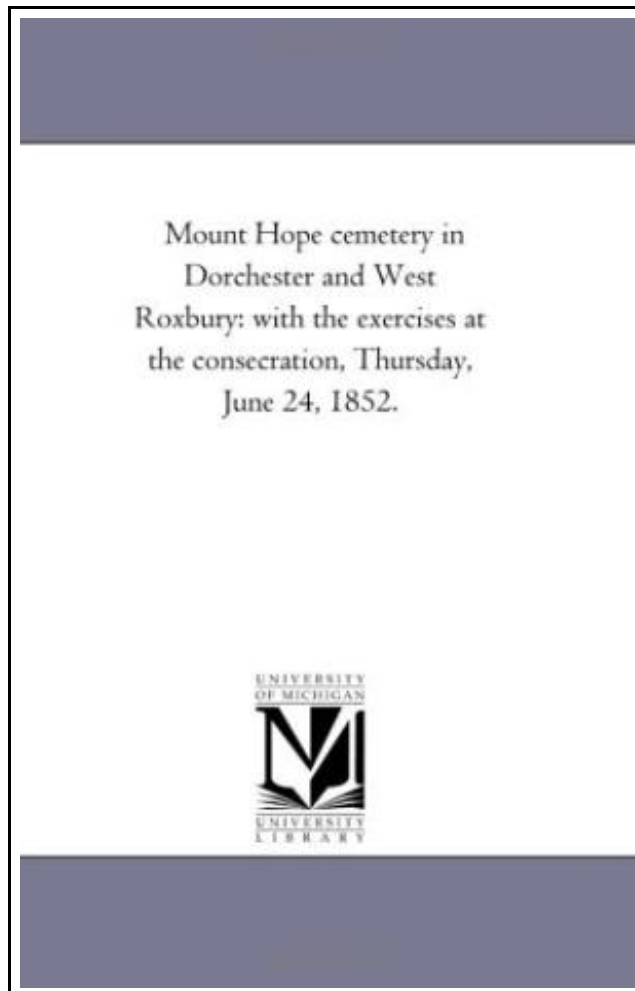 Mount Hope cemetery in
Dorchester and West
Roxbury: with the exercises at
the consecration, Thursday,
June 24, 1852.
UNIVERSITY
OF MICHIGAN
UNIVERSITY
LIBRARY